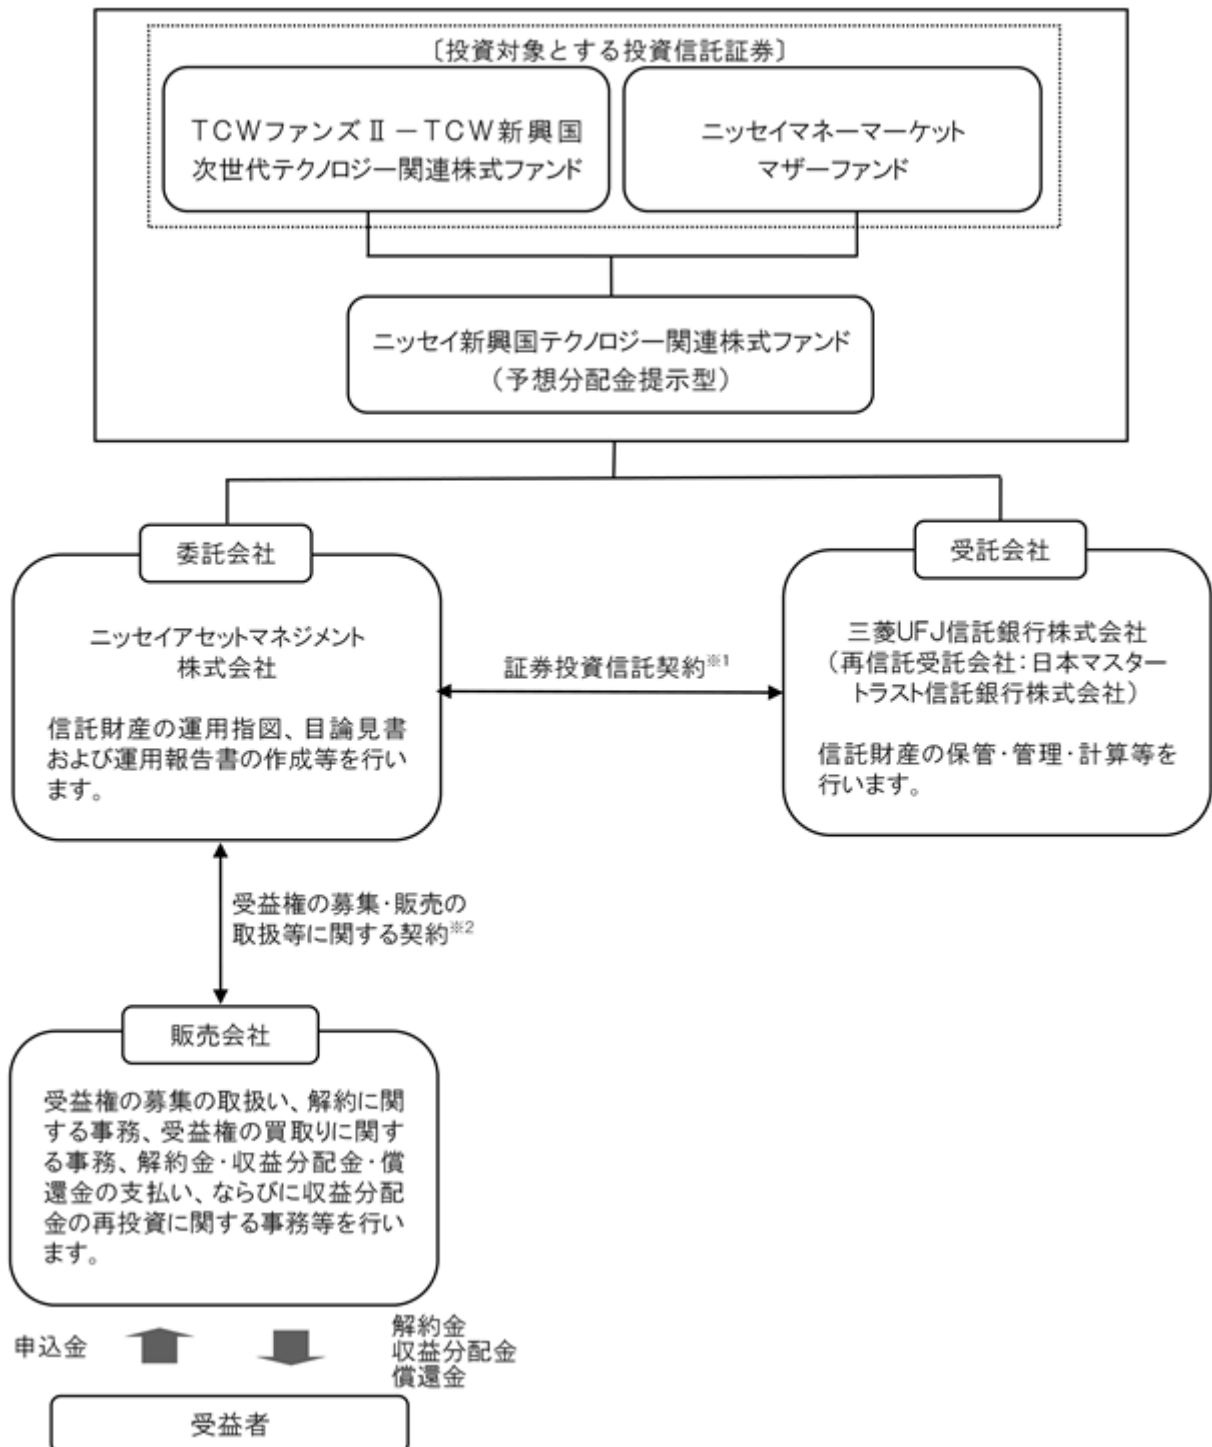 〔投資対象とする投資信託証券〕
TCWファンズⅡ－TCW新興国
次世代テクノロジー関連株式ファンド
ニッセイマネーマーケット
マザーファンド
ニッセイ新興国テクノロジー関連株式ファンド
（予想分配金提示型）
委託会社
ニッセイアセットマネジメント
株式会社
信託財産の運用指図、目論見書
および運用報告書の作成等を行い
ます。
証券投資信託契約※1
受託会社
三菱UFJ信託銀行株式会社
（再信託受託会社：日本マスター
トラスト信託銀行株式会社）
信託財産の保管・管理・計算等を
行います。
受益権の募集・販売の
取扱等に関する契約※2
販売会社
受益権の募集の取扱い、解約に関
する事務、受益権の買取りに関す
る事務、解約金・収益分配金・償
還金の支払い、ならびに収益分配
金の再投資に関する事務等を行い
ます。
申込金
解約金
収益分配金
償還金
受益者